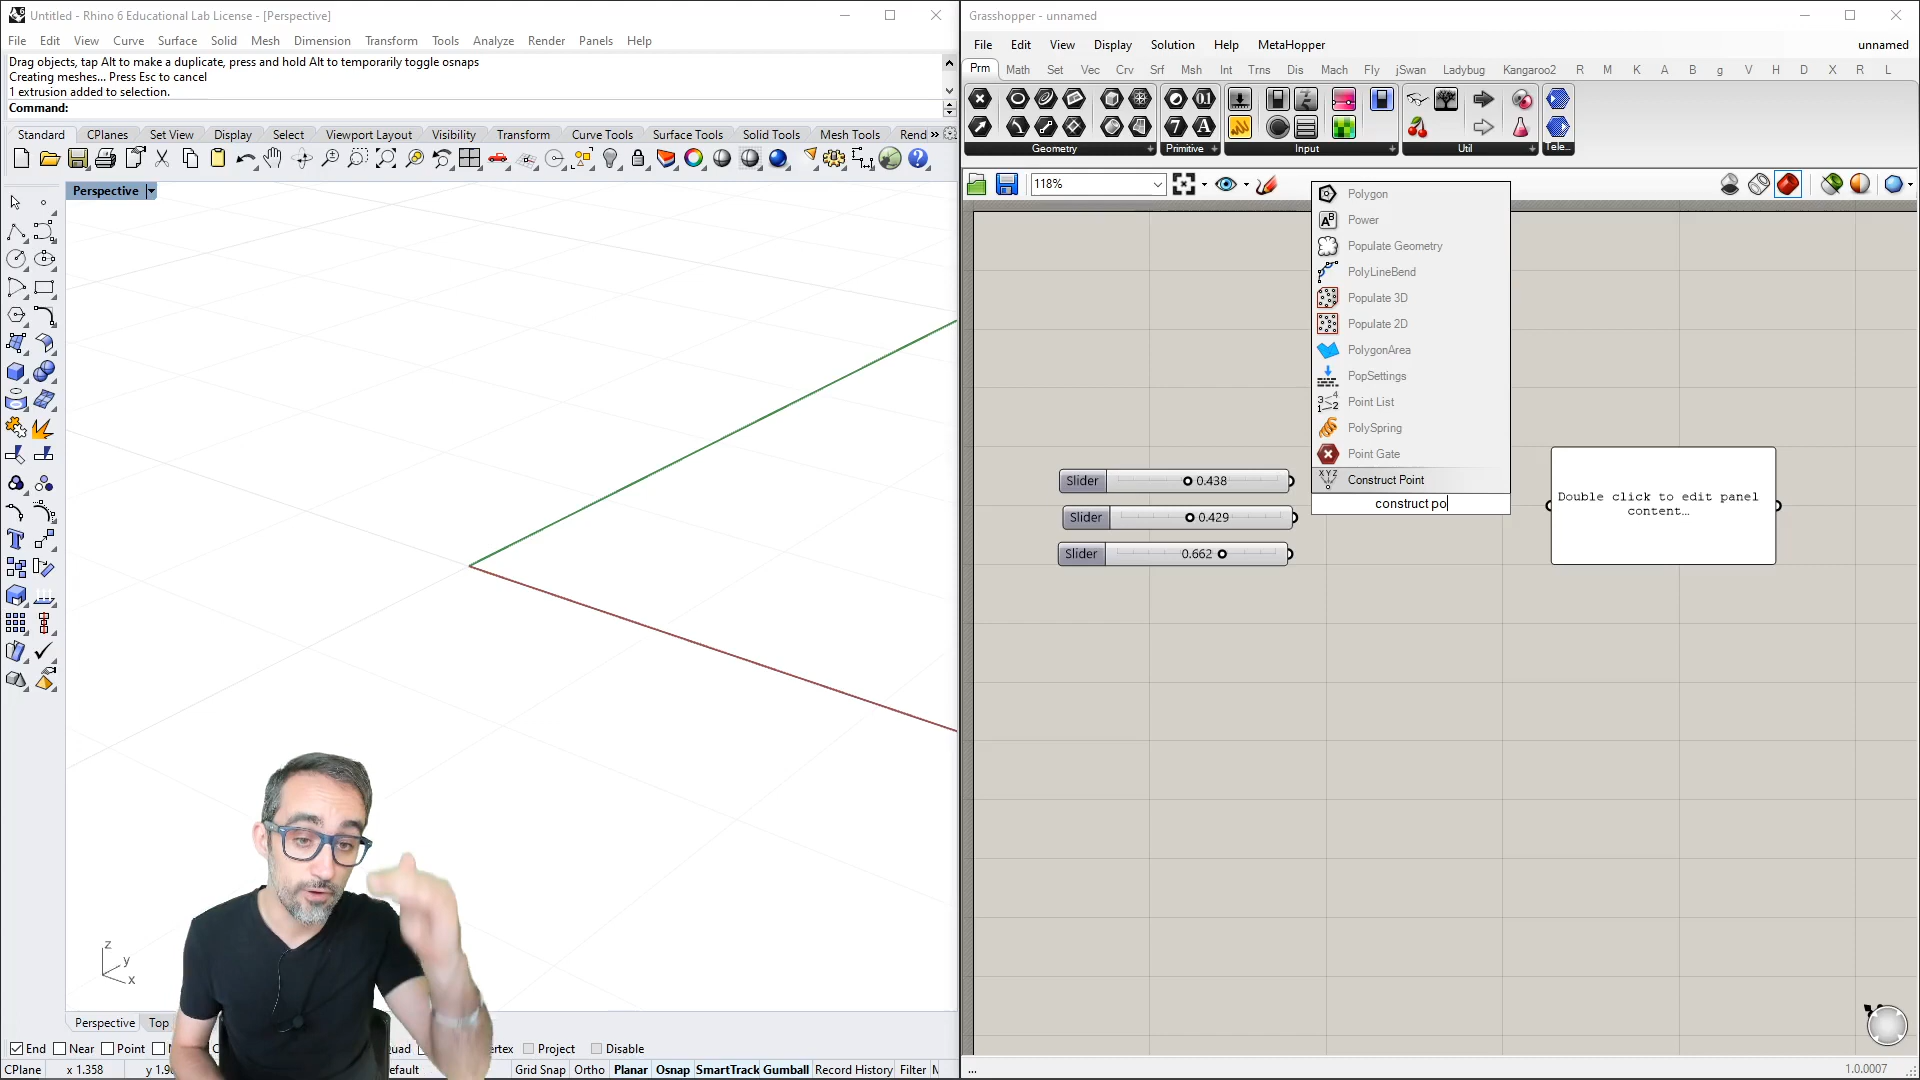 Untitled - Rhino 6 Educational Lab License - [Perspective]
File Edit View Curve Surface Solid Mesh Dimension Transform Tools Analyze Render Panels Help
Drag objects, tap Alt to make a duplicate, press and hold Alt to temporarily toggle osnaps
Creating meshes... Press Esc to cancel
1 extrusion added to selection.
Command:
Standard CPlanes Set View Display Select Viewport Layout Visibility Transform Curve Tools Surface Tools Solid Tools Mesh Tools Rend »
Perspective
z
y
x
Perspective Top
End Near Point Project Disable
CPlane x 1.358 Grid Snap Ortho Planar Osnap SmartTrack Gumball Record History Filter
Grasshopper - unnamed
File Edit View Display Solution Help MetaHopper unnamed
Prm Math Set Vec Crv Srf Msh Int Trns Dis Mach Fly jSwan Ladybug Kangaroo2 R M K A B g V H D X R L
Geometry Primitive Input Util Tele...
118%
Polygon
Power
Populate Geometry
PolyLineBend
Populate 3D
Populate 2D
PolygonArea
PopSettings
Point List
PolySpring
Point Gate
Construct Point
construct po
Slider 0.438
Slider 0.429
Slider 0.662
Double click to edit panel
content…
... 1.0.0007